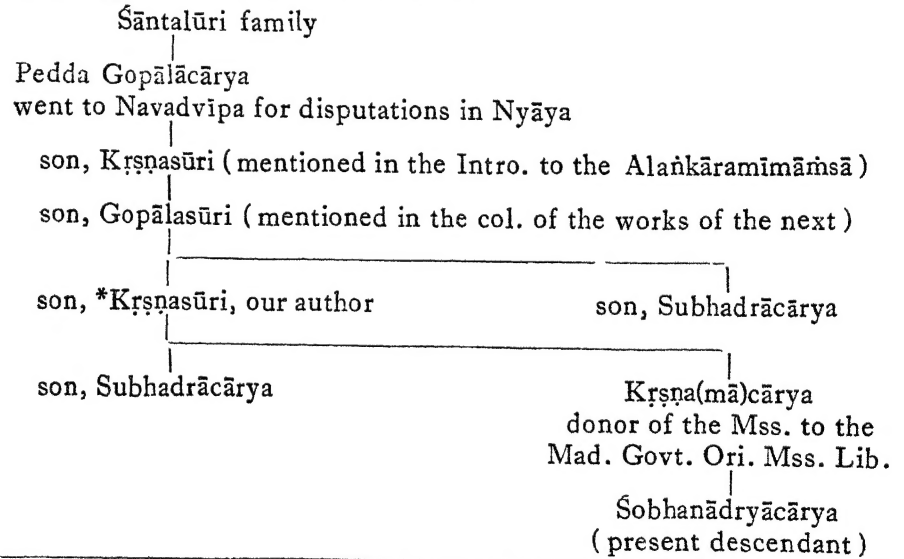 Śāntalūri family
Pedda Gopālācārya
went to Navadvīpa for disputations in Nyāya
son, Kṛṣṇasūri (mentioned in the Intro. to the Alaṅkāramīmāṁsā)
son, Gopālasūri (mentioned in the col. of the works of the next)
son, *Kṛṣṇasūri, our author son, Subhadrācārya
son, Subhadrācārya Kṛṣṇa(mā)cārya
donor of the Mss. to the
Mad. Govt. Ori. Mss. Lib.
Śobhanādryācārya
(present descendant)